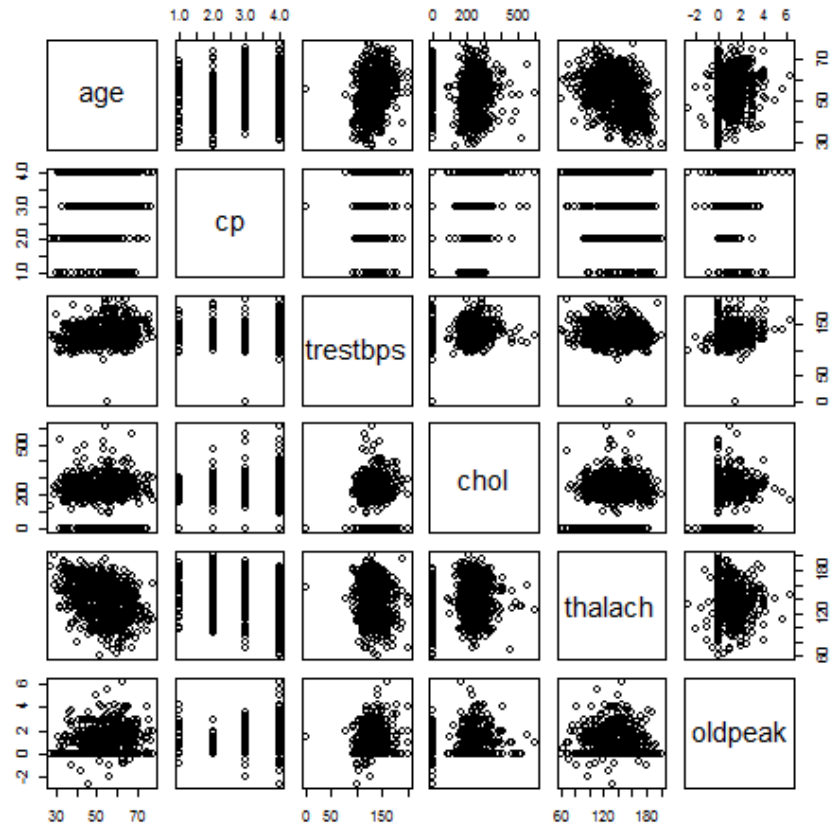 1.0 2.0 3.0 4.0 0 200 500 -2 0 2 4 6
age 30 50 70
1.0 2.0 3.0 4.0 cp
trestbps 0 50 150
0 200 500 chol
thalach 60 120 180
-2 0 2 4 6 oldpeak
30 50 70 0 50 150 60 120 180